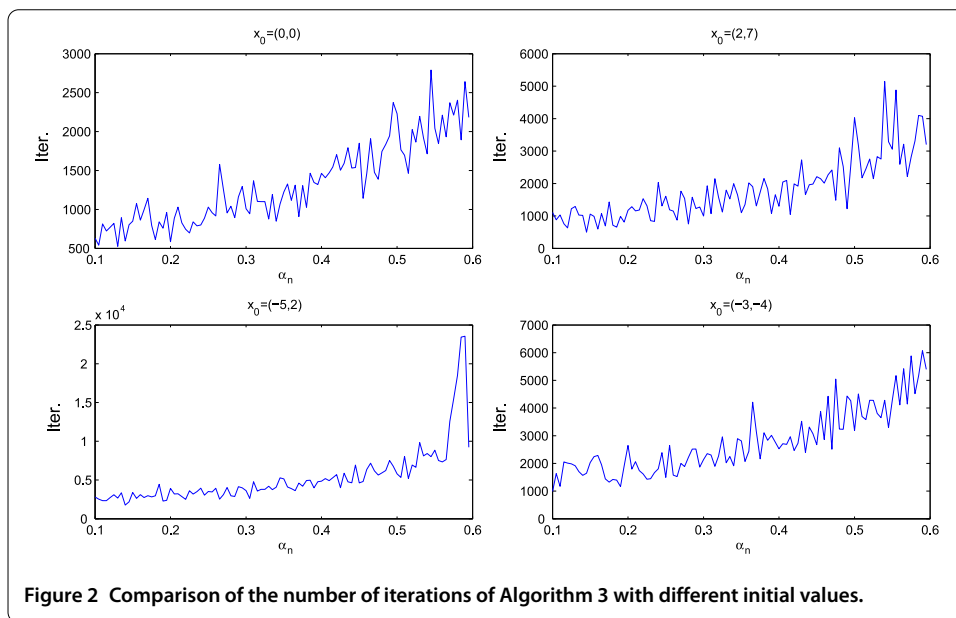 x₀=(0,0)
3000
2500
2000
1500
1000
500
Iter.
0.1 0.2 0.3 0.4 0.5 0.6
αₙ
x₀=(2,7)
6000
5000
4000
3000
2000
1000
0
Iter.
0.1 0.2 0.3 0.4 0.5 0.6
αₙ
x₀=(−5,2)
x 10⁴
2.5
2
1.5
1
0.5
0
Iter.
0.1 0.2 0.3 0.4 0.5 0.6
αₙ
x₀=(−3,−4)
7000
6000
5000
4000
3000
2000
1000
0
Iter.
0.1 0.2 0.3 0.4 0.5 0.6
αₙ
Figure 2 Comparison of the number of iterations of Algorithm 3 with different initial values.